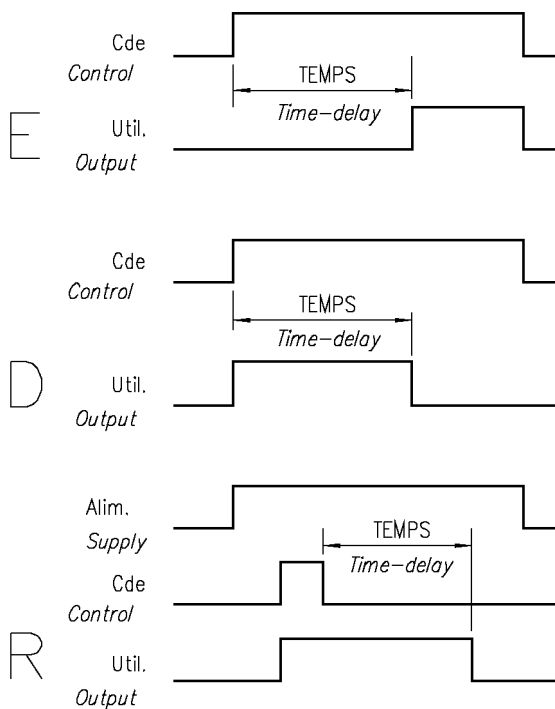 Cde
Control
TEMPS
Time-delay
E
Util.
Output
Cde
Control
TEMPS
Time-delay
D
Util.
Output
Alim.
Supply
TEMPS
Time-delay
Cde
Control
R
Util.
Output